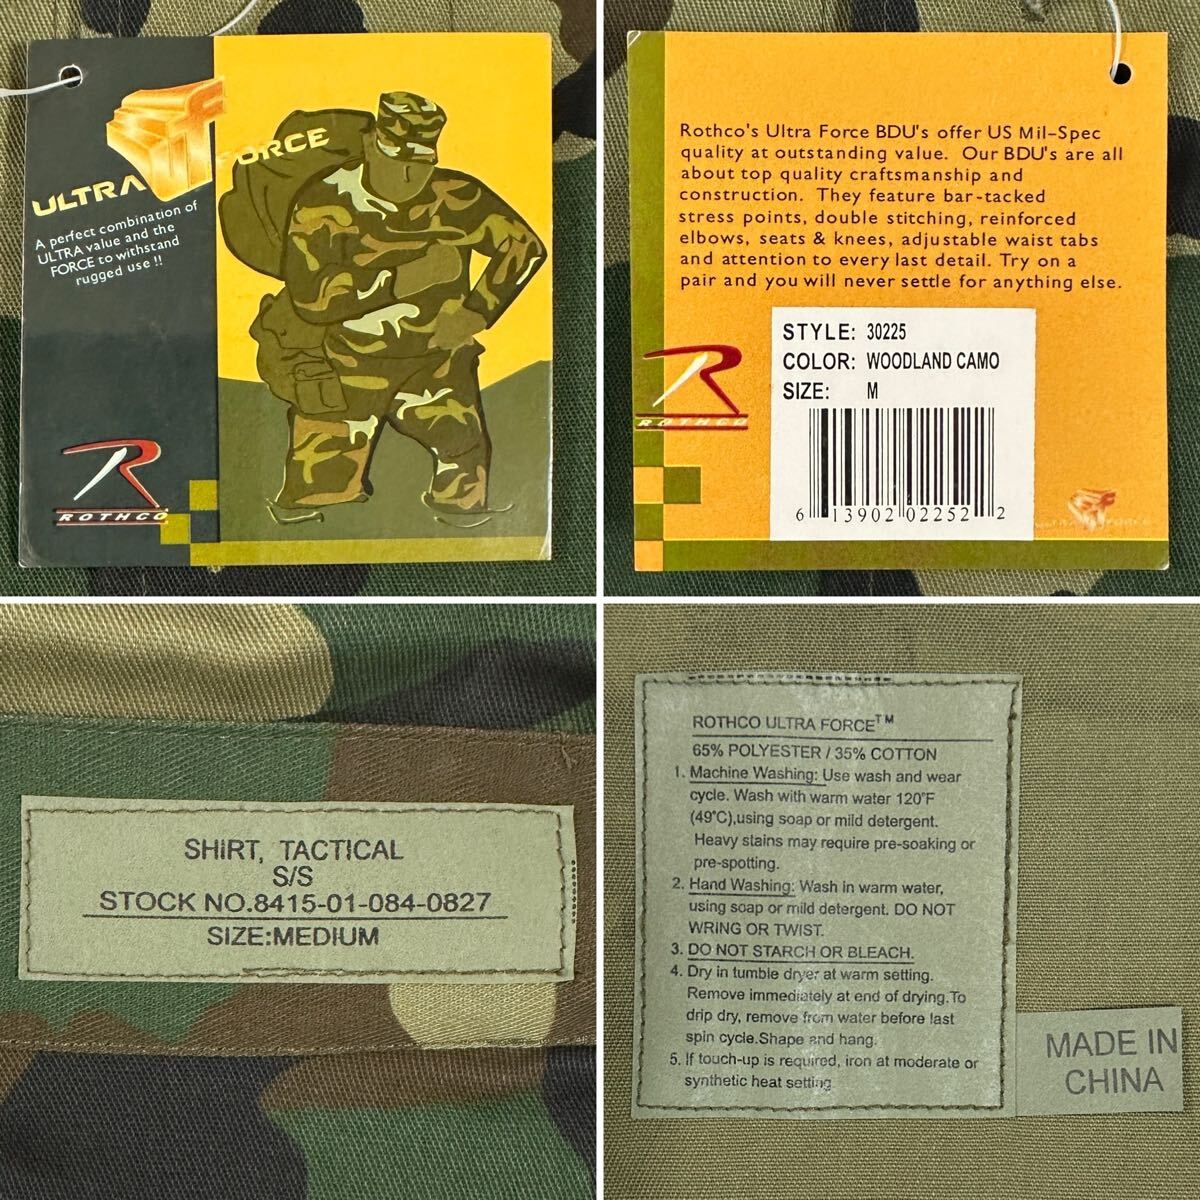 ULTRA FORCE
A perfect combination of
ULTRA value and the
FORCE to withstand
rugged use !!
ROTHCO
Rothco's Ultra Force BDU's offer US Mil-Spec
quality at outstanding value. Our BDU's are all
about top quality craftsmanship and
construction. They feature bar-tacked
stress points, double stitching, reinforced
elbows, seats & knees, adjustable waist tabs
and attention to every last detail. Try on a
pair and you will never settle for anything else.
STYLE: 30225
COLOR: WOODLAND CAMO
SIZE: M
6 13902 02252 2
ROTHCO
ULTRA FORCE
SHIRT, TACTICAL
S/S
STOCK NO.8415-01-084-0827
SIZE:MEDIUM
ROTHCO ULTRA FORCE™
65% POLYESTER / 35% COTTON
1. Machine Washing: Use wash and wear
cycle. Wash with warm water 120°F
(49°C),using soap or mild detergent.
Heavy stains may require pre-soaking or
pre-spotting.
2. Hand Washing: Wash in warm water,
using soap or mild detergent. DO NOT
WRING OR TWIST.
3. DO NOT STARCH OR BLEACH.
4. Dry in tumble dryer at warm setting.
Remove immediately at end of drying.To
drip dry, remove from water before last
spin cycle.Shape and hang.
5. If touch-up is required, iron at moderate or
synthetic heat setting.
MADE IN
CHINA